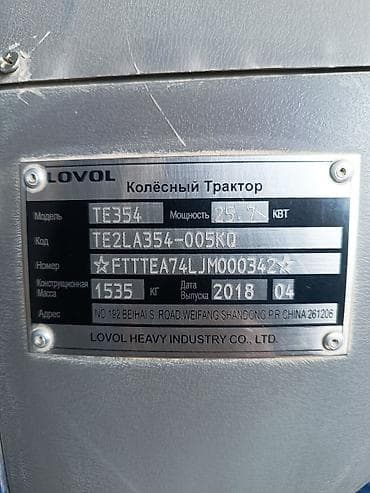 LOVOL
Колёсный Трактор
Модель TE354 Мощность 25.7 КВТ
Код TE2LA354-005KQ
Номер ☆FTTTEA74LJM000342☆
Конструкционная Масса 1535 КГ Дата Выпуска 2018 04
Адрес NO.192 BEIHAI S. ROAD.WEIFANG SHANDONG P.R CHINA 261206
LOVOL HEAVY INDUSTRY CO., LTD.